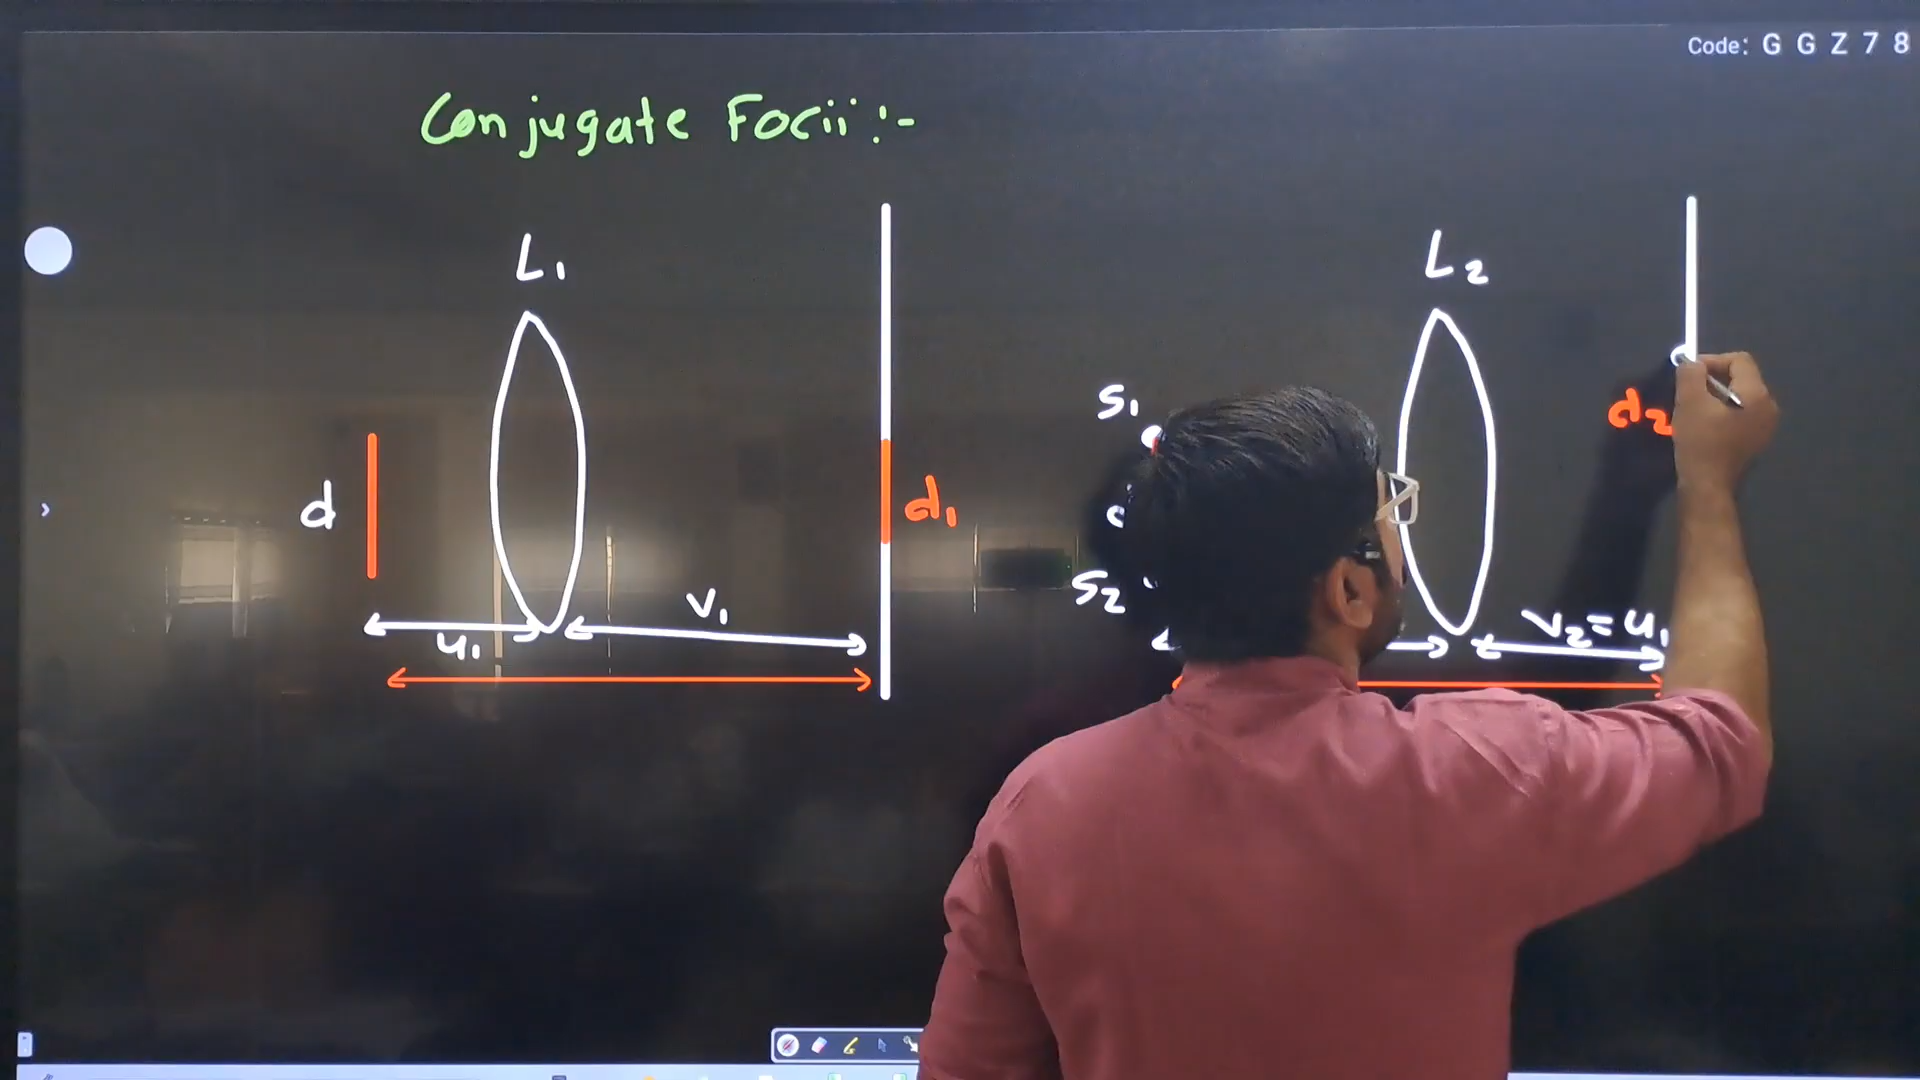 Code: G G Z 7 8
Conjugate Focii :-
L1
L2
S1
d2
d
d1
S2
u1
v1
v2 = u1